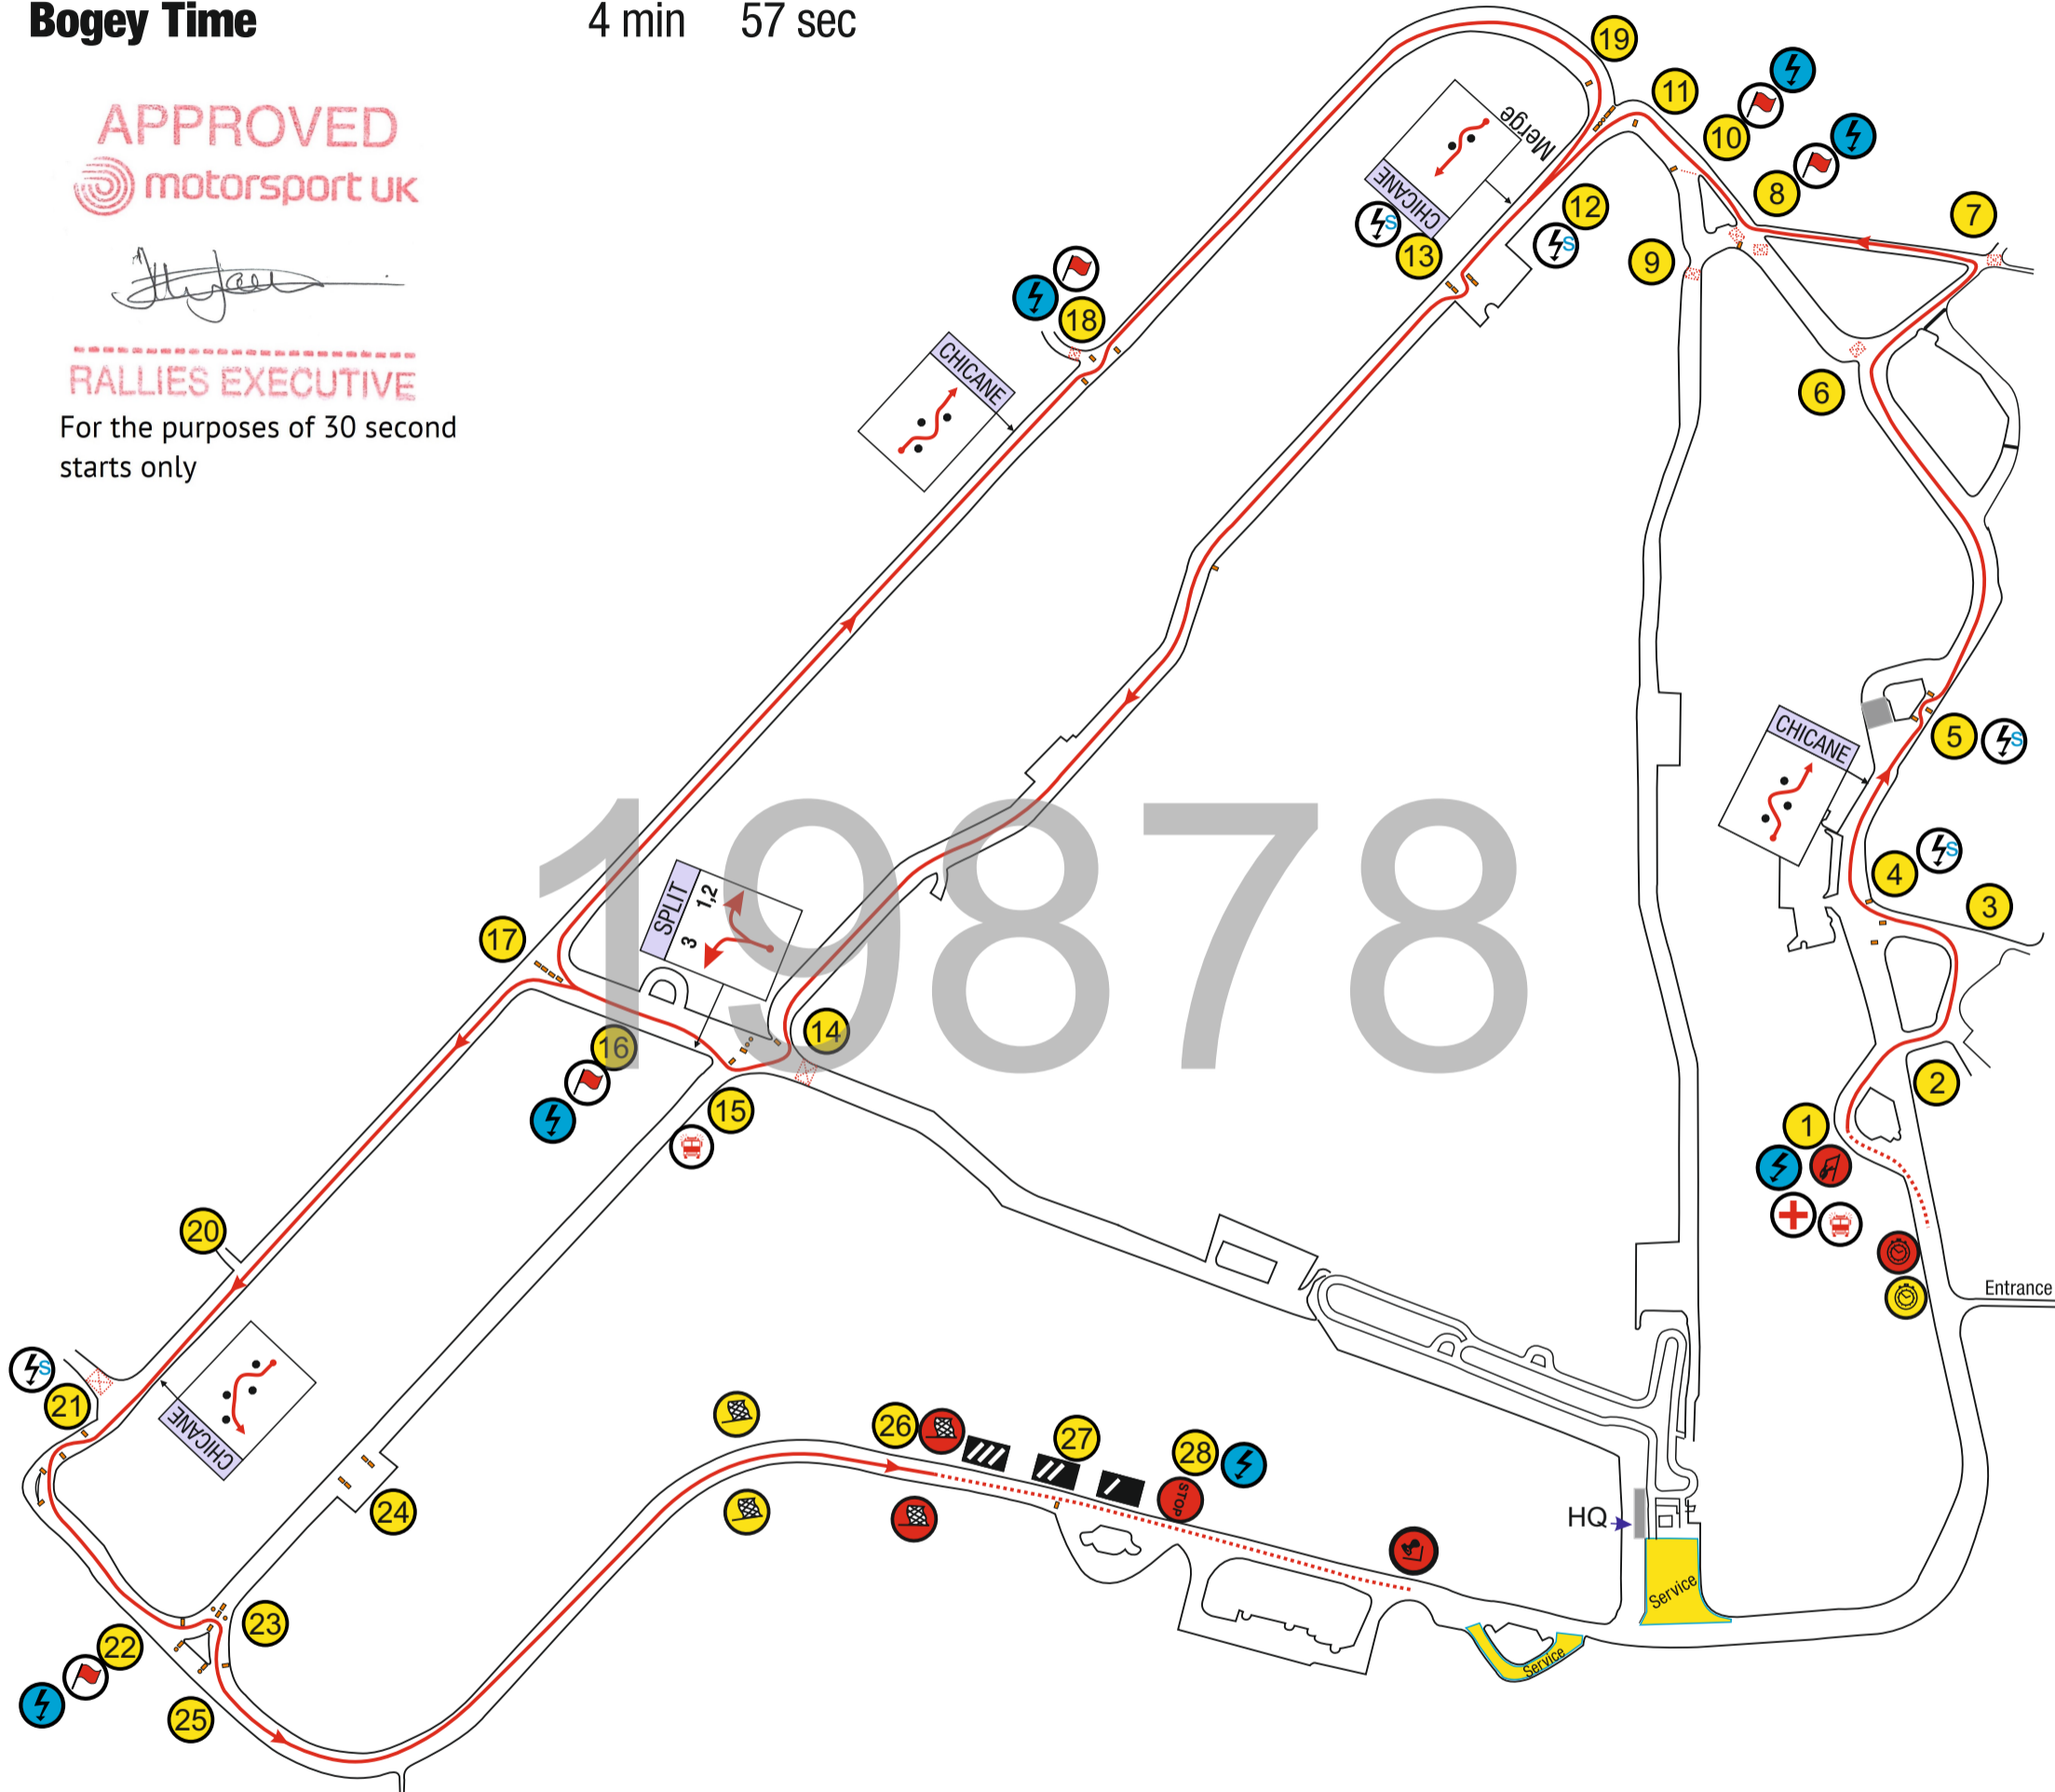 Bogey Time 4 min 57 sec
APPROVED
motorsport UK
RALLIES EXECUTIVE
For the purposes of 30 second
starts only
19
11
10
8
7
Merge
CHICANE
12
S
S
13
9
18
CHICANE
6
5
S
CHICANE
4
S
3
19878
SPLIT
1,2
3
17
14
16
15
2
1
20
Entrance
S
21
CHICANE
24
26
27
28
STOP
HQ
Service
Service
23
22
25